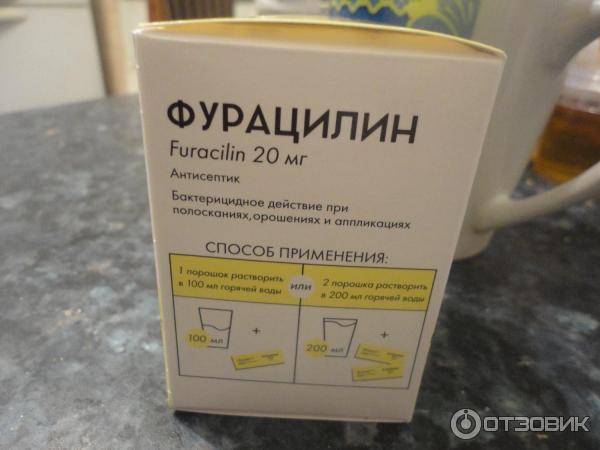 ФУРАЦИЛИН
Furacilin 20 мг
Антисептик
Бактерицидное действие при
полосканиях, орошениях и аппликациях
СПОСОБ ПРИМЕНЕНИЯ:
1 порошок растворить
в 100 мл горячей воды
или
2 порошка растворить
в 200 мл горячей воды
100 мл
+
200 мл
+
ОТЗОВИК